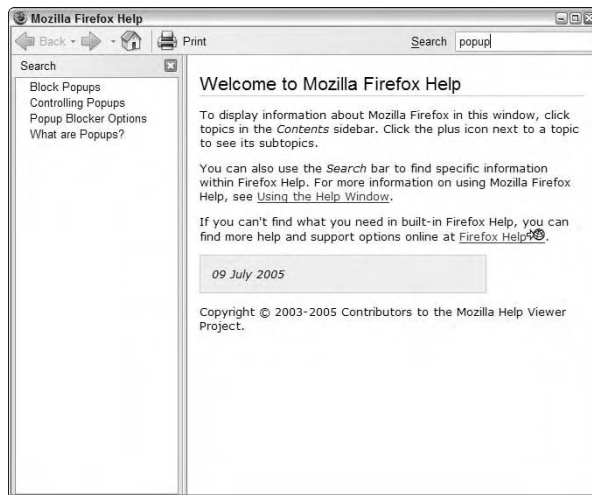 Mozilla Firefox Help
Back
Print
Search popup
Search
Block Popups
Controlling Popups
Popup Blocker Options
What are Popups?
Welcome to Mozilla Firefox Help
To display information about Mozilla Firefox in this window, click
topics in the Contents sidebar. Click the plus icon next to a topic
to see its subtopics.
You can also use the Search bar to find specific information
within Firefox Help. For more information on using Mozilla Firefox
Help, see Using the Help Window.
If you can't find what you need in built-in Firefox Help, you can
find more help and support options online at Firefox Help.
09 July 2005
Copyright © 2003-2005 Contributors to the Mozilla Help Viewer
Project.